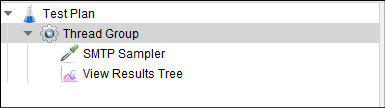 Test Plan
Thread Group
SMTP Sampler
View Results Tree